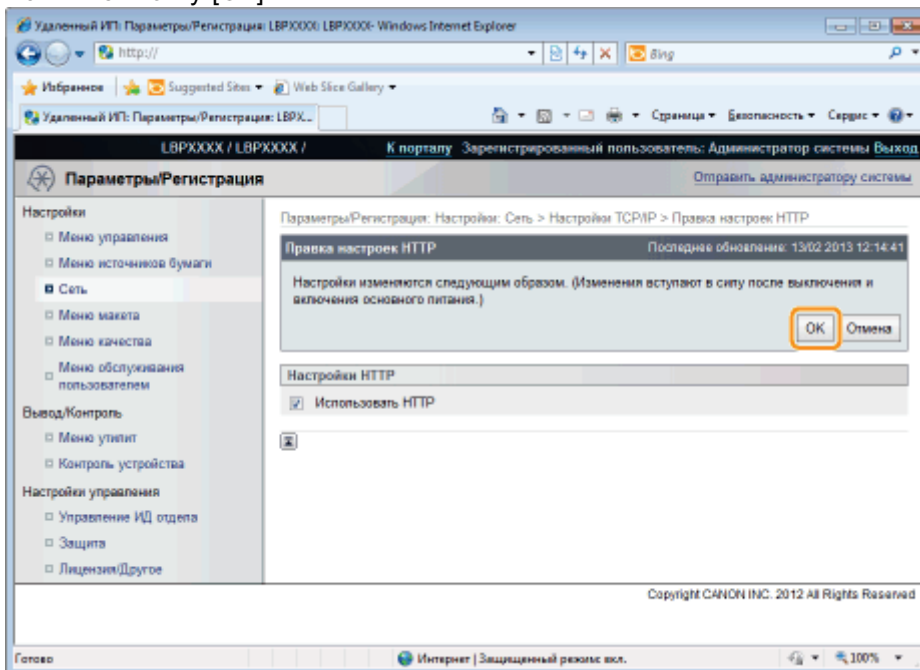 Удаленный ИП: Параметры/Регистрация: LBPXXXX: LBPXXXX- Windows Internet Explorer
http://
Bing
Избранное Suggested Sites Web Slice Gallery
Удаленный ИП: Параметры/Регистрация: LBPX... Страница Безопасность Сервис
LBPXXXX / LBPXXXX / К порталу Зарегистрированный пользователь: Администратор системы Выход
Параметры/Регистрация Отправить администратору системы
Настройки
Меню управления
Меню источников бумаги
Сеть
Меню макета
Меню качества
Меню обслуживания
пользователем
Вывод/Контроль
Меню утилит
Контроль устройства
Настройки управления
Управление ИД отдела
Защита
Лицензия/Другое
Параметры/Регистрация: Настройки: Сеть > Настройки TCP/IP > Правка настроек HTTP
Правка настроек HTTP Последнее обновление: 13/02 2013 12:14:41
Настройки изменяются следующим образом. (Изменения вступают в силу после выключения и
включения основного питания.)
OK Отмена
Настройки HTTP
Использовать HTTP
Copyright CANON INC. 2012 All Rights Reserved
Готово Интернет | Защищенный режим: вкл. 100%